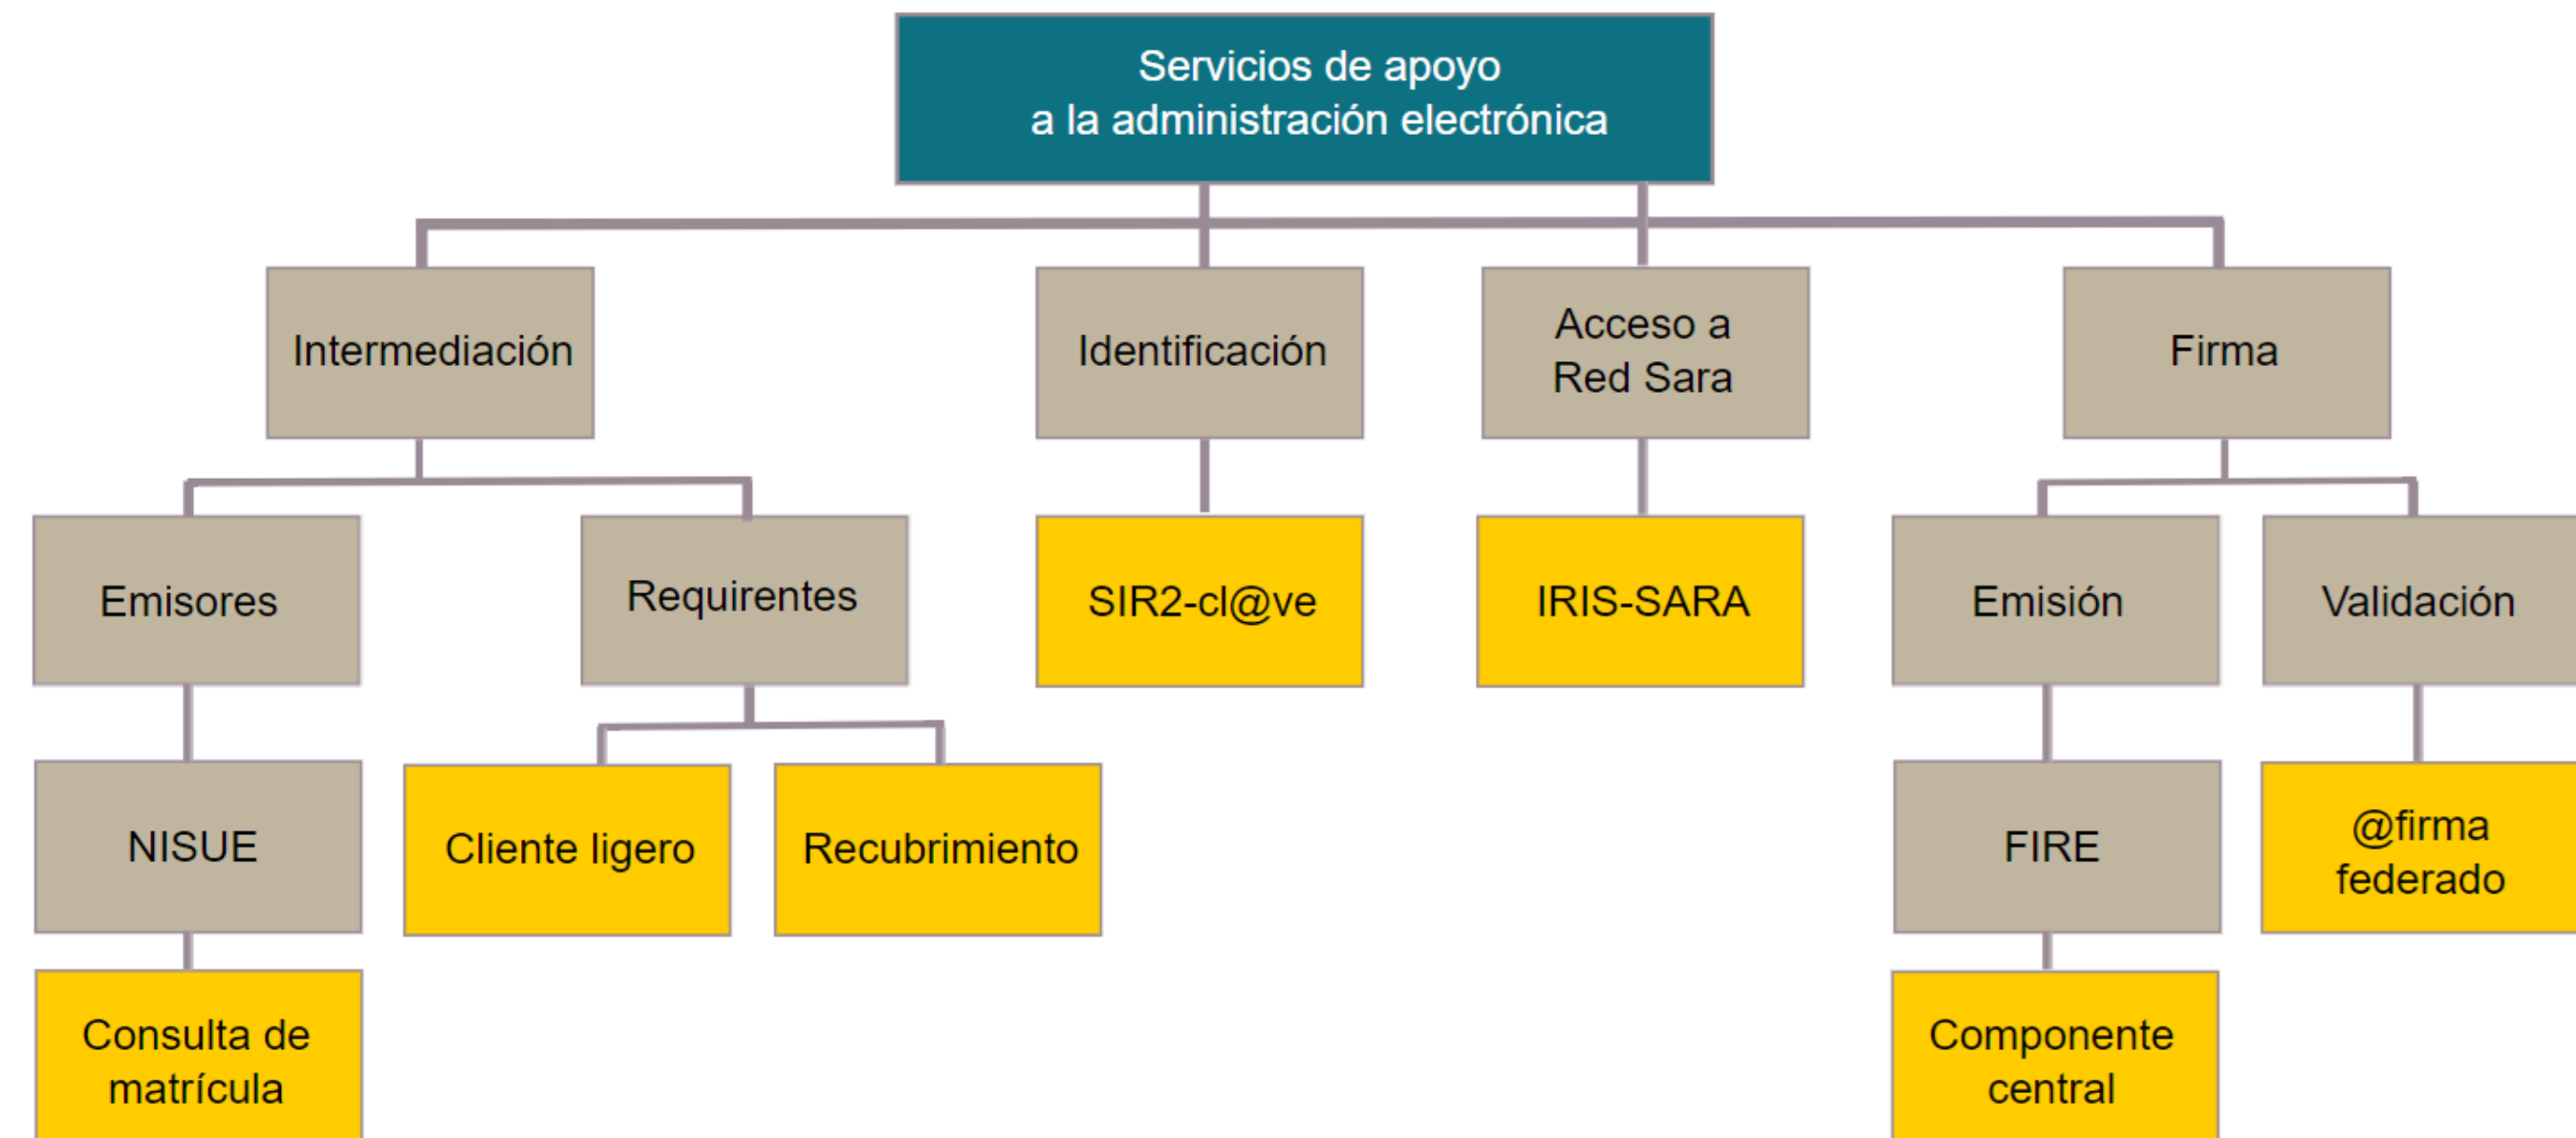 Servicios de apoyo
a la administración electrónica
Intermediación
Identificación
Acceso a
Red Sara
Firma
Emisores
Requirentes
SIR2-cl@ve
IRIS-SARA
Emisión
Validación
NISUE
Cliente ligero
Recubrimiento
FIRE
@firma
federado
Consulta de
matrícula
Componente
central